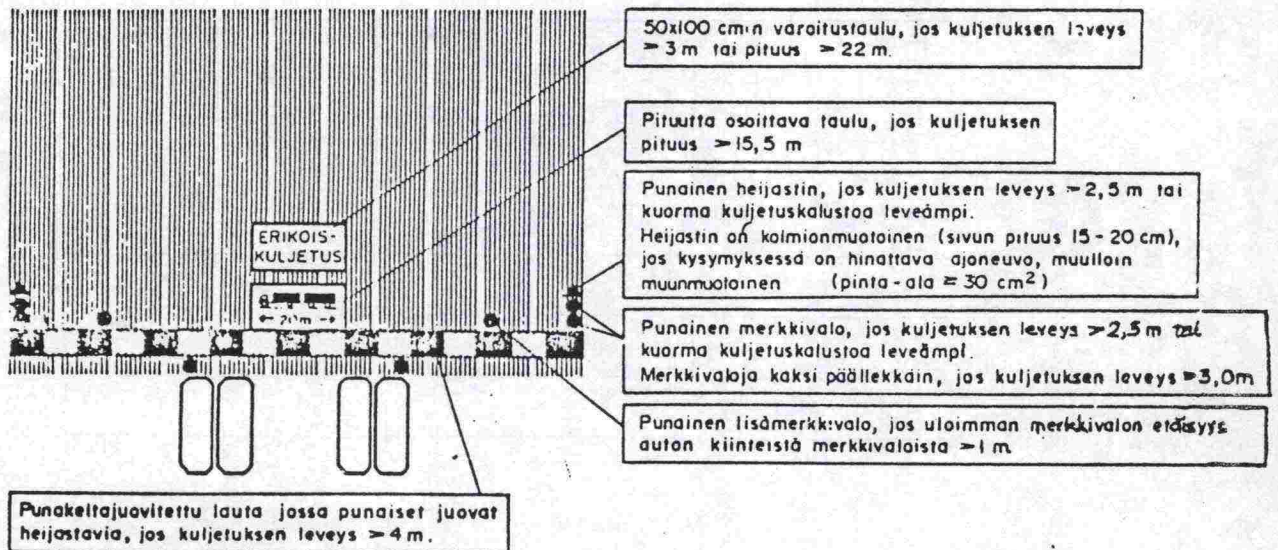 50x100 cm:n varoitustaulu, jos kuljetuksen leveys
> 3 m tai pituus > 22 m.
Pituutta osoittava taulu, jos kuljetuksen
pituus > 15,5 m
Punainen heijastin, jos kuljetuksen leveys > 2,5 m tai
kuorma kuljetuskalustoa leveämpi.
Heijastin on kolmionmuotoinen (sivun pituus 15-20 cm),
jos kysymyksessä on hinattava ajoneuvo, muulloin
muunmuotoinen (pinta-ala ≥ 30 cm²)
ERIKOIS-
KULJETUS
Punainen merkkivalo, jos kuljetuksen leveys > 2,5 m tai
kuorma kuljetuskalustoa leveämpi.
Merkkivaloja kaksi päällekkäin, jos kuljetuksen leveys > 3,0m
Punainen lisämerkkivalo, jos uloimman merkkivalon etäisyys
auton kiinteistä merkkivaloista > 1 m
Punakeltajuovitettu lauta jossa punaiset juovat
heijastavia, jos kuljetuksen leveys > 4 m.